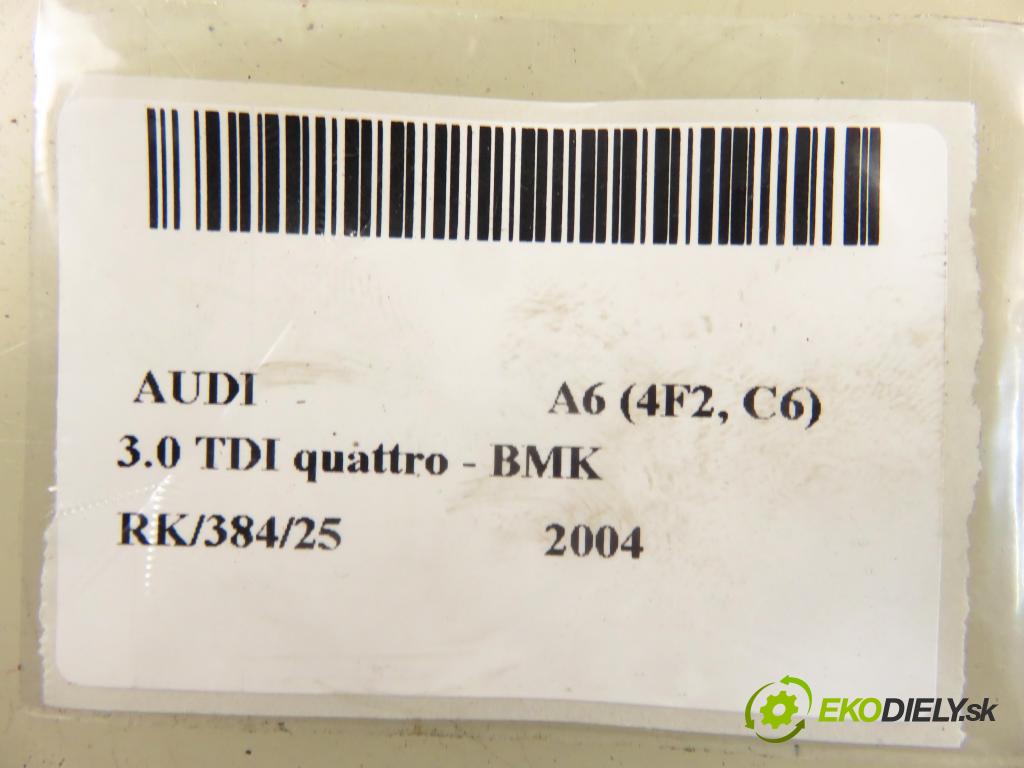 AUDI A6 (4F2, C6)
3.0 TDI quattro - BMK
RK/384/25 2004
EKODIELY.sk